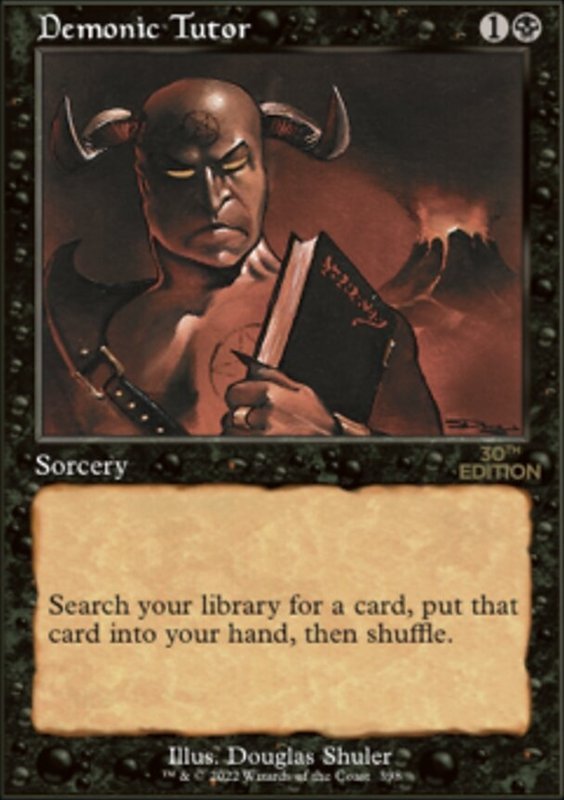 Demonic Tutor 1
Sorcery
30TH
EDITION
Search your library for a card, put that
card into your hand, then shuffle.
Illus. Douglas Shuler
™ & © 2022 Wizards of the Coast